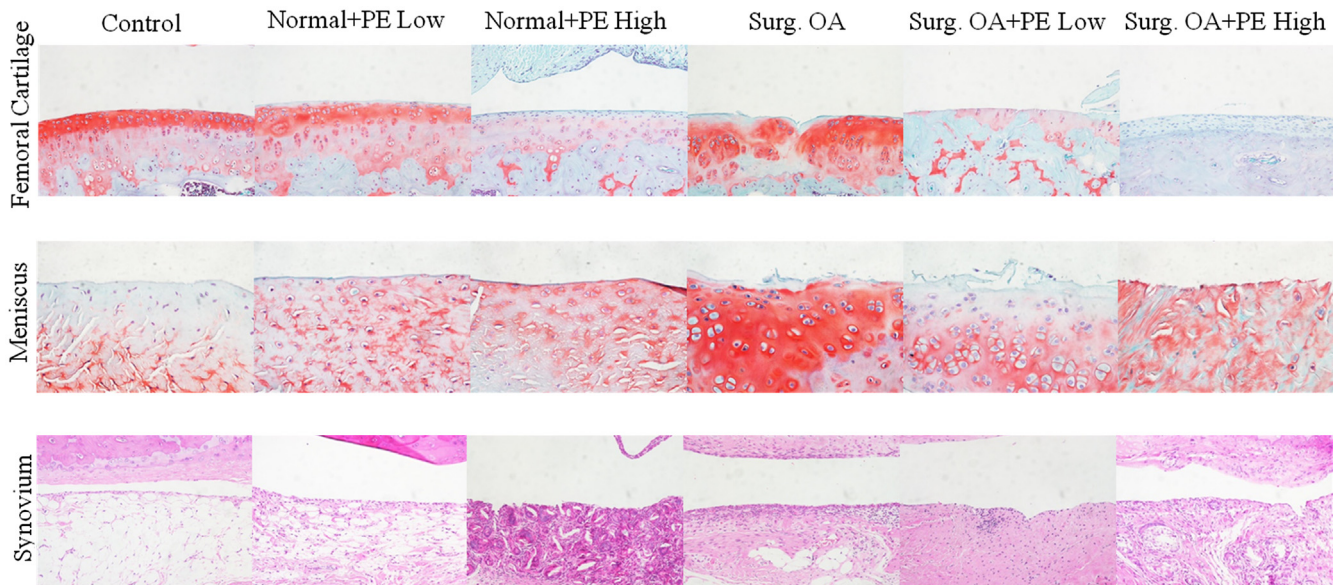 Control
Normal+PE Low
Normal+PE High
Surg. OA
Surg. OA+PE Low
Surg. OA+PE High
Femoral Cartilage
Meniscus
Synovium